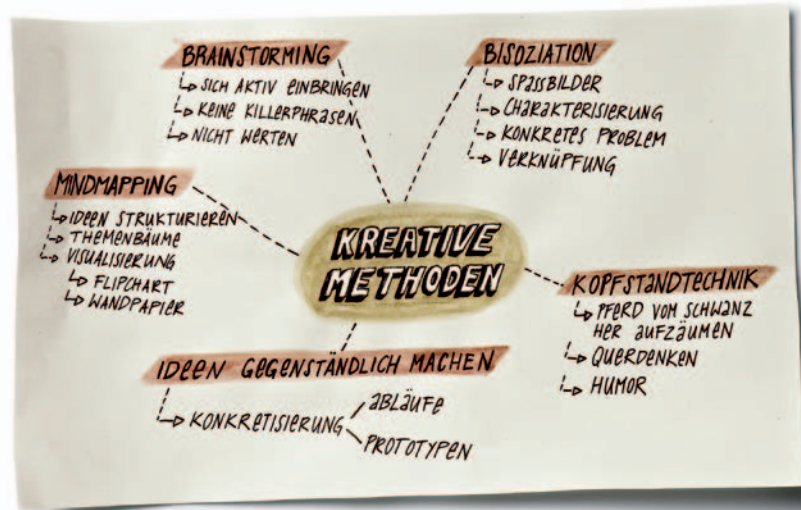 BRAINSTORMING
SICH AKTIV EINBRINGEN
KEINE KILLERPHRASEN
NICHT WERTEN
BISOZIATION
SPASSBILDER
CHARAKTERISIERUNG
KONKRETES PROBLEM
VERKNÜPFUNG
MINDMAPPING
IDEEN STRUKTURIEREN
THEMENBÄUME
VISUALISIERUNG
FLIPCHART
WANDPAPIER
KREATIVE
METHODEN
KOPFSTANDTECHNIK
PFERD VOM SCHWANZ
HER AUFZÄUMEN
QUERDENKEN
HUMOR
IDEEN GEGENSTÄNDLICH MACHEN
KONKRETISIERUNG
ABLÄUFE
PROTOTYPEN